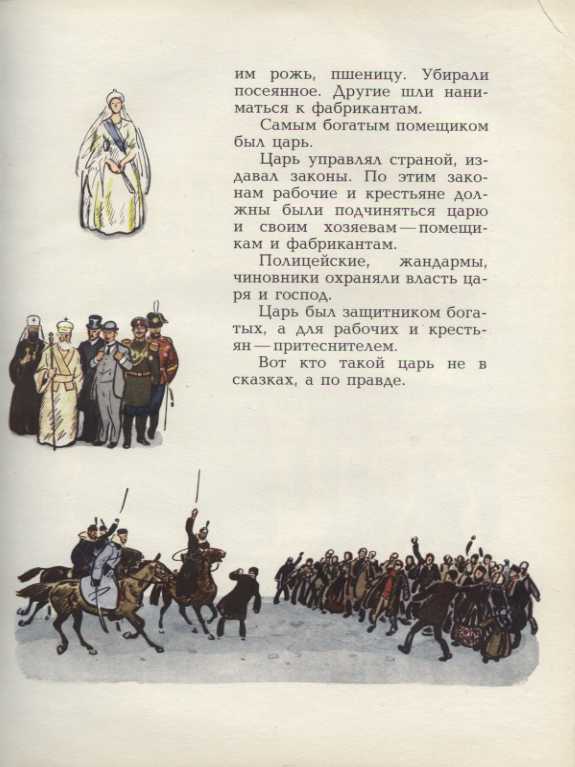 им рожь, пшеницу. Убирали
посеянное. Другие шли нани-
маться к фабрикантам.
Самым богатым помещиком
был царь.
Царь управлял страной, из-
давал законы. По этим зако-
нам рабочие и крестьяне дол-
жны были подчиняться царю
и своим хозяевам — помещи-
кам и фабрикантам.
Полицейские, жандармы,
чиновники охраняли власть ца-
ря и господ.
Царь был защитником бога-
тых, а для рабочих и кресть-
ян — притеснителем.
Вот кто такой царь не в
сказках, а по правде.